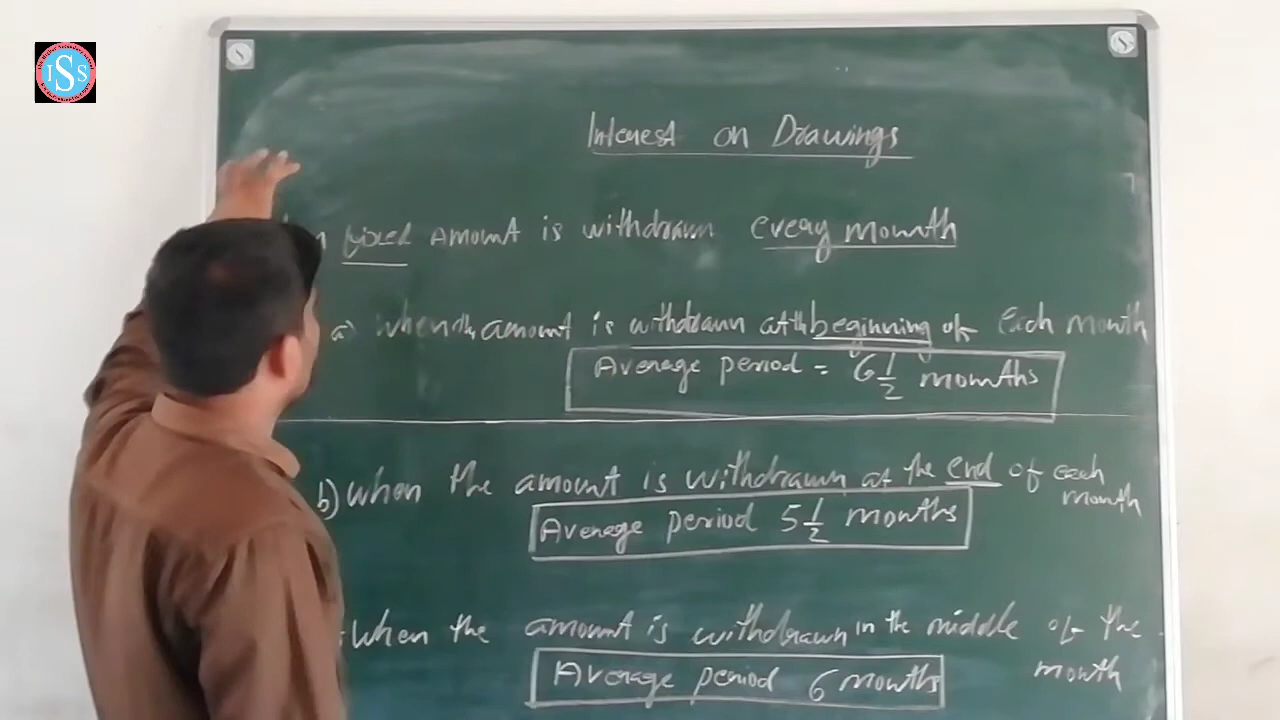 ISS
Interest on Drawings
fixed amount is withdrawn every month
a) when the amount is withdrawn at the beginning of each month
Average period = 6 1/2 months
b) when the amount is withdrawn at the end of each month
Average period 5 1/2 months
when the amount is withdrawn in the middle of the month
Average period 6 months